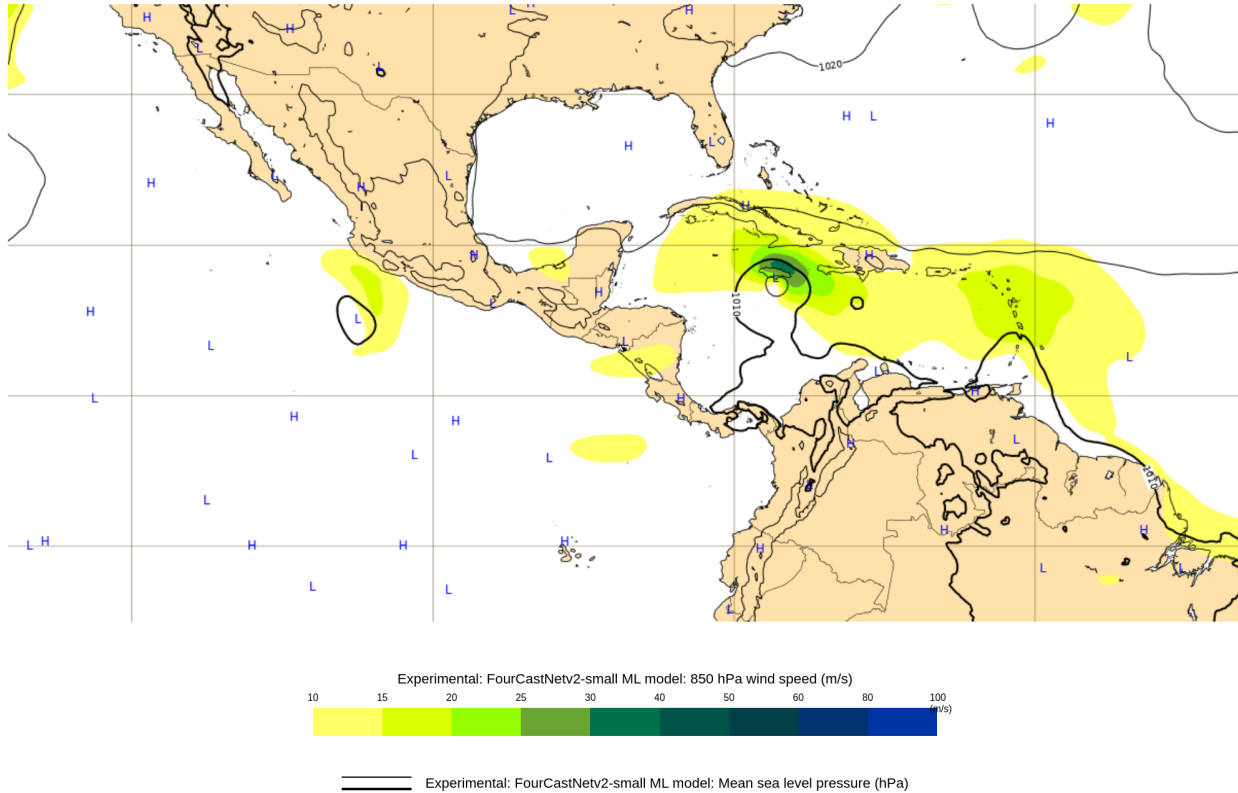 H H L H L H
L L 1020
H L H L
H H L
L H L H
H H H
L H L 1010 H L
L L L L
L H H
H H L
L L H L 1010
L L H H
L H H H H H
L L L L L
Experimental: FourCastNetv2-small ML model: 850 hPa wind speed (m/s)
10 15 20 25 30 40 50 60 80 100
(m/s)
Experimental: FourCastNetv2-small ML model: Mean sea level pressure (hPa)